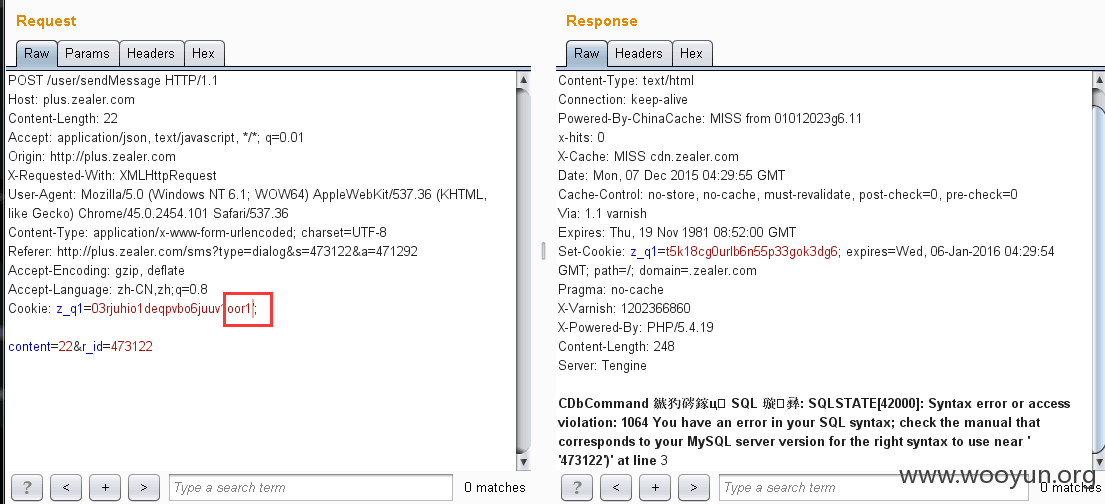 Request
Raw Params Headers Hex
POST /user/sendMessage HTTP/1.1
Host: plus.zealer.com
Content-Length: 22
Accept: application/json, text/javascript, */*; q=0.01
Origin: http://plus.zealer.com
X-Requested-With: XMLHttpRequest
User-Agent: Mozilla/5.0 (Windows NT 6.1; WOW64) AppleWebKit/537.36 (KHTML,
like Gecko) Chrome/45.0.2454.101 Safari/537.36
Content-Type: application/x-www-form-urlencoded; charset=UTF-8
Referer: http://plus.zealer.com/sms?type=dialog&s=473122&a=471292
Accept-Encoding: gzip, deflate
Accept-Language: zh-CN,zh;q=0.8
Cookie: z_q1=03rjuhio1deqpvbo6juuv1oor1;
content=22&r_id=473122
? < + > Type a search term 0 matches
Response
Raw Headers Hex
Content-Type: text/html
Connection: keep-alive
Powered-By-ChinaCache: MISS from 01012023g6.11
x-hits: 0
X-Cache: MISS cdn.zealer.com
Date: Mon, 07 Dec 2015 04:29:55 GMT
Cache-Control: no-store, no-cache, must-revalidate, post-check=0, pre-check=0
Via: 1.1 varnish
Expires: Thu, 19 Nov 1981 08:52:00 GMT
Set-Cookie: z_q1=t5k18cg0urlb6n55p33gok3dg6; expires=Wed, 06-Jan-2016 04:29:54
GMT; path=/; domain=.zealer.com
Pragma: no-cache
X-Varnish: 1202366860
X-Powered-By: PHP/5.4.19
Content-Length: 248
Server: Tengine
CDbCommand SQL : SQLSTATE[42000]: Syntax error or access
violation: 1064 You have an error in your SQL syntax; check the manual that
corresponds to your MySQL server version for the right syntax to use near '
'473122')' at line 3
? < + > Type a search term 0 matches
www.wooyun.org